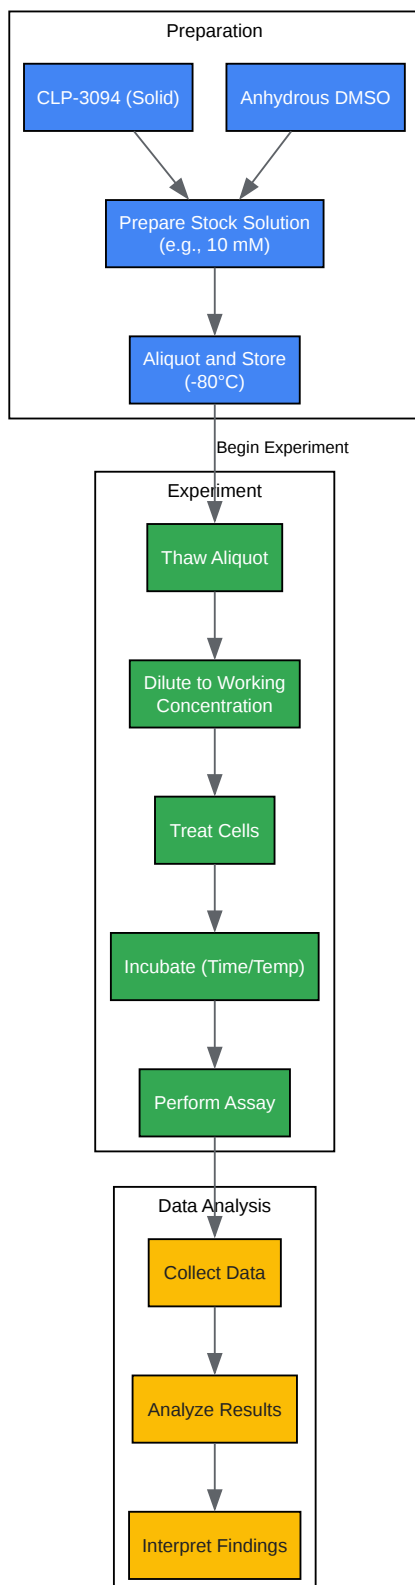 Preparation
CLP-3094 (Solid)
Anhydrous DMSO
Prepare Stock Solution
(e.g., 10 mM)
Aliquot and Store
(-80°C)
Begin Experiment
Experiment
Thaw Aliquot
Dilute to Working
Concentration
Treat Cells
Incubate (Time/Temp)
Perform Assay
Data Analysis
Collect Data
Analyze Results
Interpret Findings